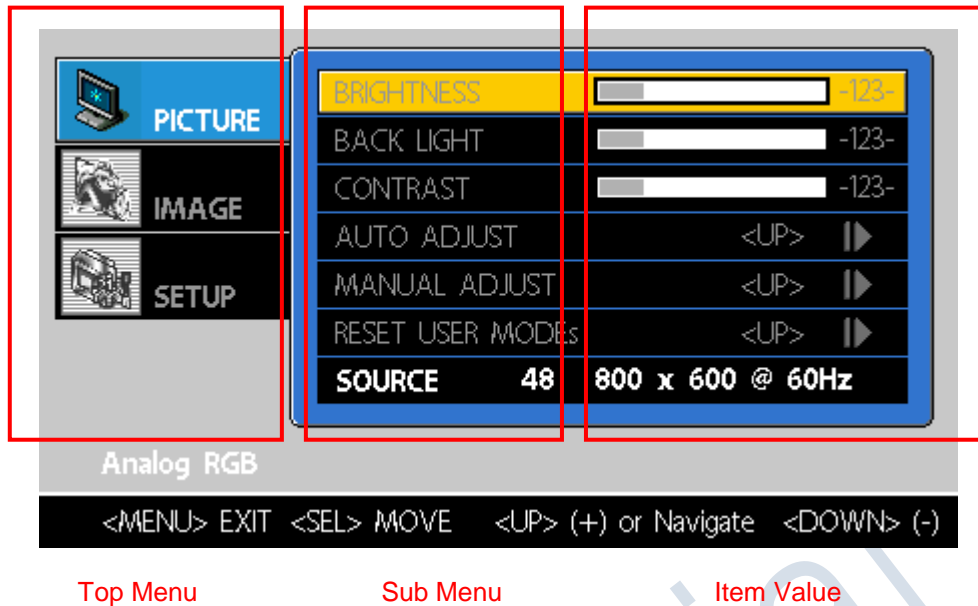 PICTURE
IMAGE
SETUP
BRIGHTNESS -123-
BACK LIGHT -123-
CONTRAST -123-
AUTO ADJUST <UP>
MANUAL ADJUST <UP>
RESET USER MODEs <UP>
SOURCE 48 800 x 600 @ 60Hz
Analog RGB
<MENU> EXIT <SEL> MOVE <UP> (+) or Navigate <DOWN> (-)
Top Menu Sub Menu Item Value